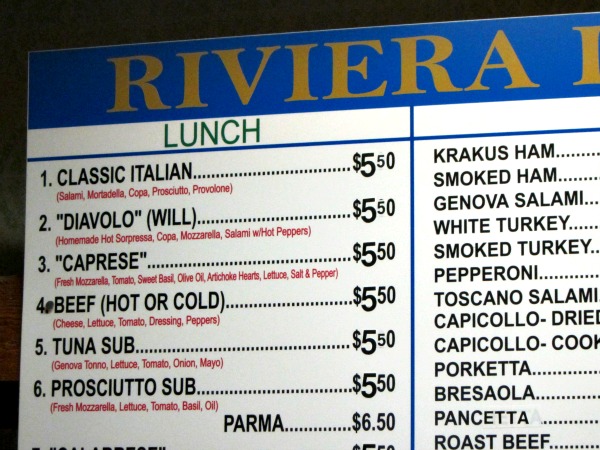 RIVIERA
LUNCH
1. CLASSIC ITALIAN..............................$5.50
(Salami, Mortadella, Copa, Prosciutto, Provolone)
2. "DIAVOLO" (WILL)..............................$5.50
(Homemade Hot Sorpressa, Copa, Mozzarella, Salami w/Hot Peppers)
3. "CAPRESE"..............................$5.50
(Fresh Mozzarella, Tomato, Sweet Basil, Olive Oil, Artichoke Hearts, Lettuce, Salt & Pepper)
4. BEEF (HOT OR COLD)........................$5.50
(Cheese, Lettuce, Tomato, Dressing, Peppers)
5. TUNA SUB..............................$5.50
(Genova Tonno, Lettuce, Tomato, Onion, Mayo)
6. PROSCIUTTO SUB..............................$5.50
(Fresh Mozzarella, Lettuce, Tomato, Basil, Oil)
PARMA.............$6.50
KRAKUS HAM........
SMOKED HAM.......
GENOVA SALAMI...
WHITE TURKEY.....
SMOKED TURKEY..
PEPPERONI..........
TOSCANO SALAMI.
CAPICOLLO- DRIED
CAPICOLLO- COOK
PORKETTA..........
BRESAOLA..........
PANCETTA ..........
ROAST BEEF........